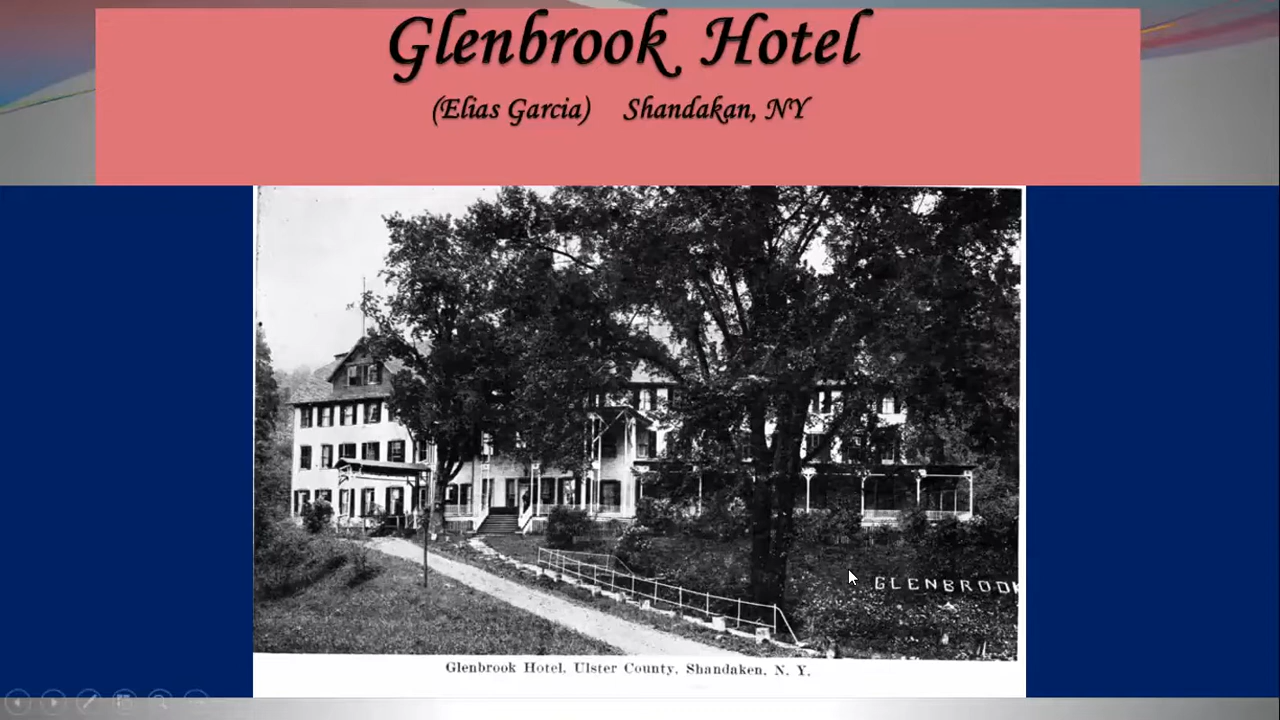 Glenbrook Hotel
(Elias Garcia) Shandakan, NY
GLENBROOK
Glenbrook Hotel, Ulster County, Shandaken, N. Y.